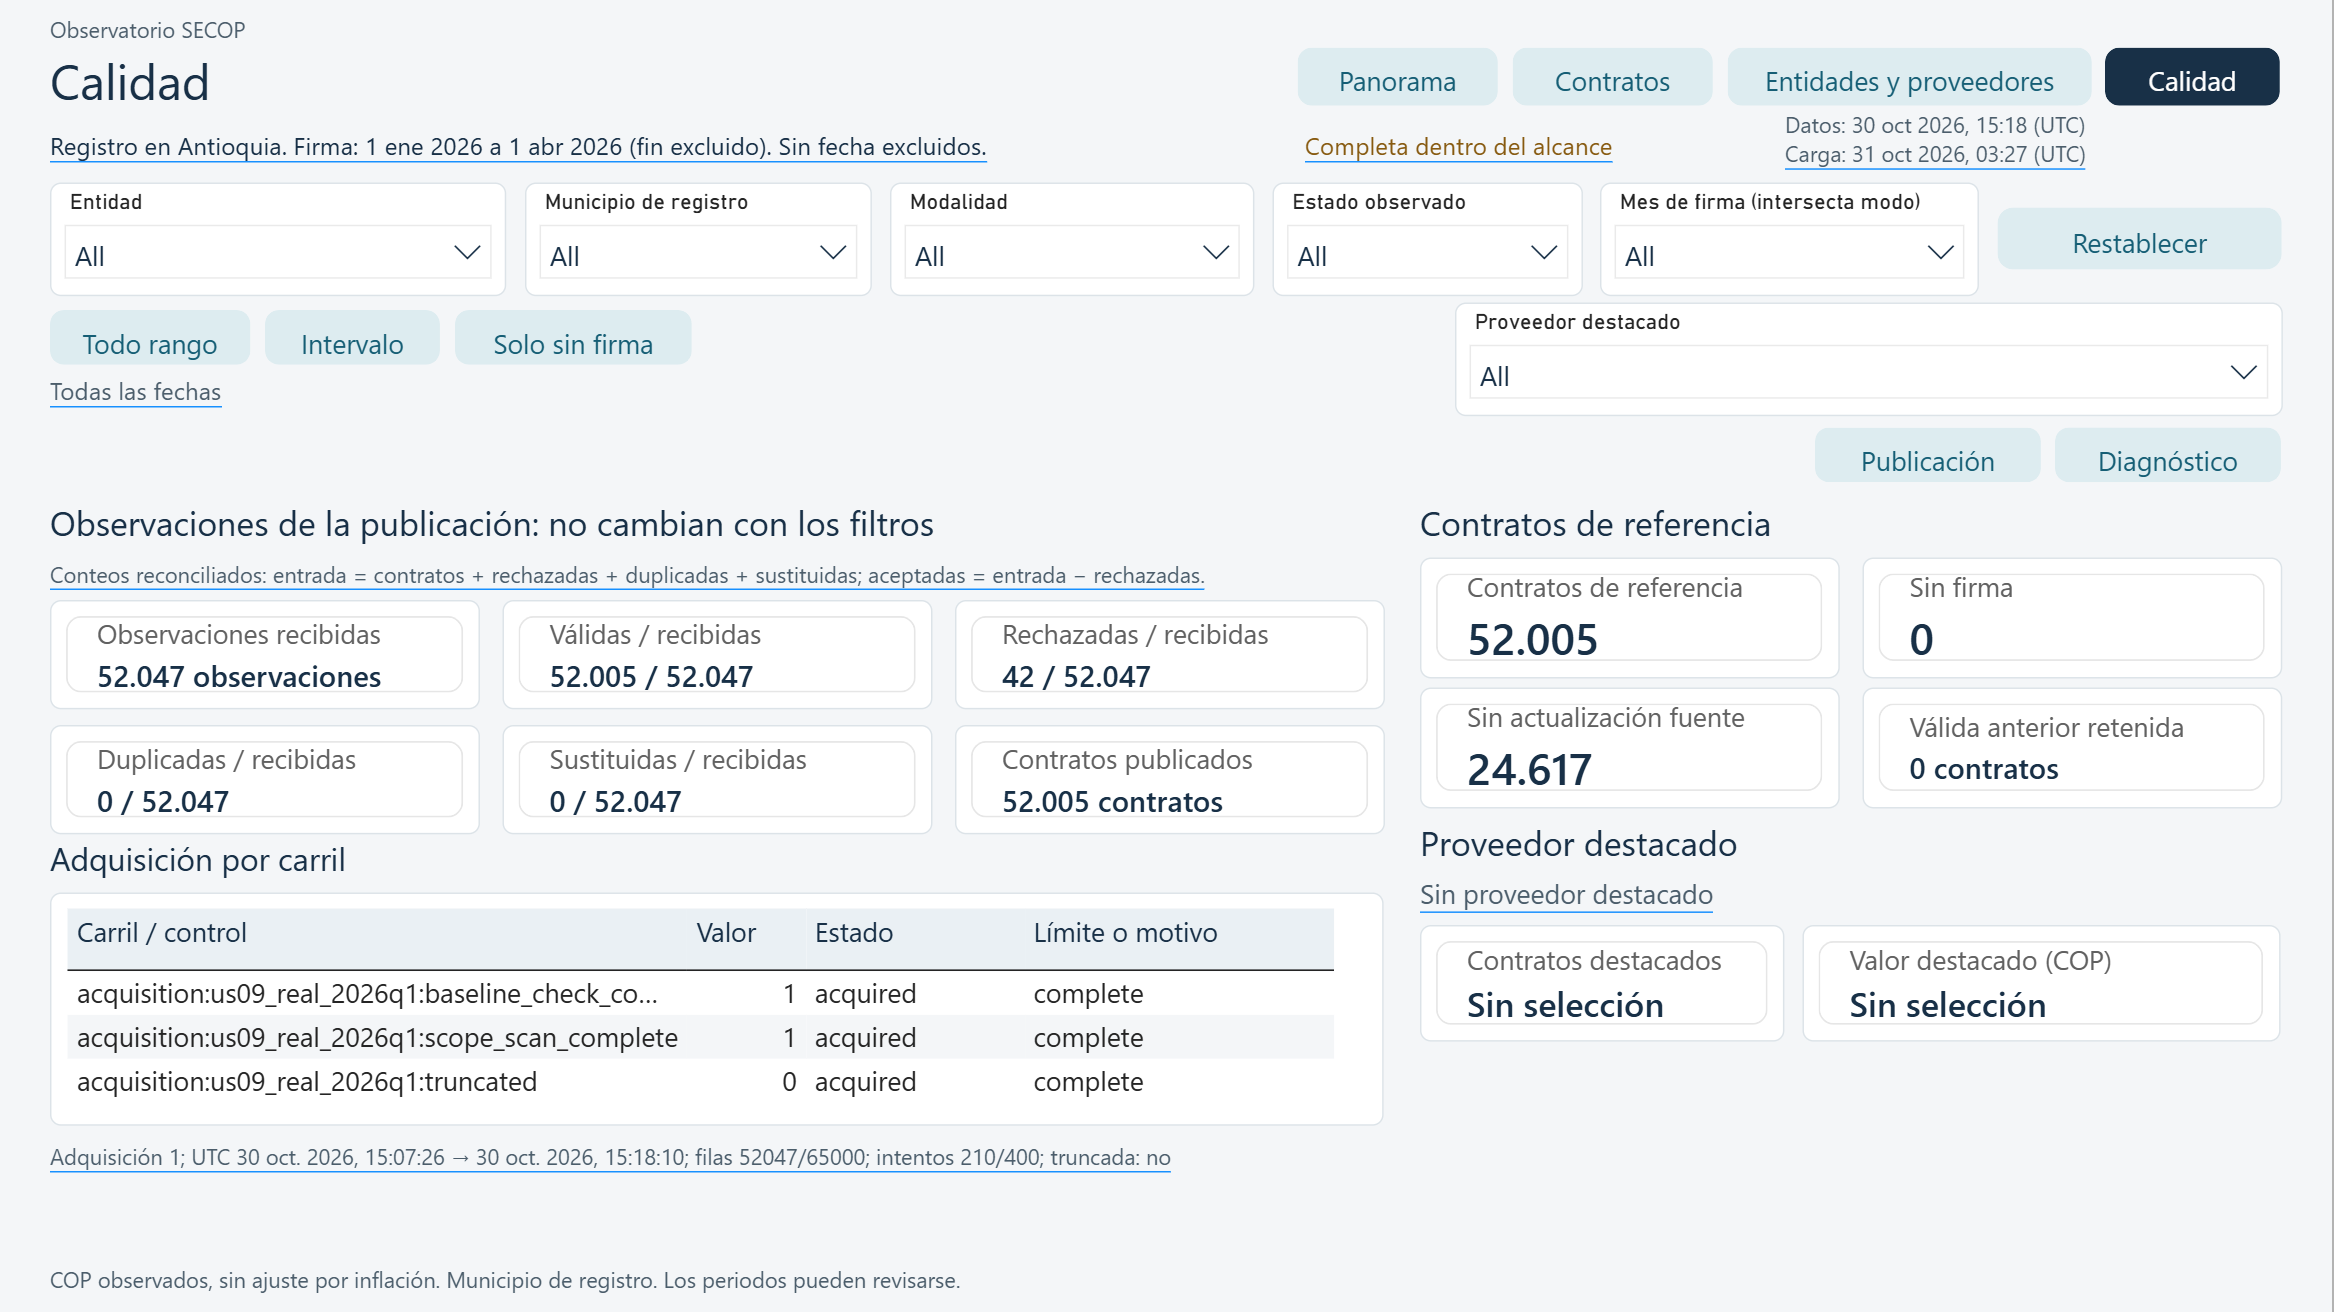 Observatorio SECOP
Calidad
Panorama
Contratos
Entidades y proveedores
Calidad
Registro en Antioquia. Firma: 1 ene 2026 a 1 abr 2026 (fin excluido). Sin fecha excluidos.
Completa dentro del alcance
Datos: 30 oct 2026, 15:18 (UTC)
Carga: 31 oct 2026, 03:27 (UTC)
Entidad
All
Municipio de registro
All
Modalidad
All
Estado observado
All
Mes de firma (intersecta modo)
All
Restablecer
Todo rango
Intervalo
Solo sin firma
Todas las fechas
Proveedor destacado
All
Publicación
Diagnóstico
Observaciones de la publicación: no cambian con los filtros
Conteos reconciliados: entrada = contratos + rechazadas + duplicadas + sustituidas; aceptadas = entrada − rechazadas.
Observaciones recibidas
52.047 observaciones
Válidas / recibidas
52.005 / 52.047
Rechazadas / recibidas
42 / 52.047
Duplicadas / recibidas
0 / 52.047
Sustituidas / recibidas
0 / 52.047
Contratos publicados
52.005 contratos
Contratos de referencia
Contratos de referencia
52.005
Sin firma
0
Sin actualización fuente
24.617
Válida anterior retenida
0 contratos
Adquisición por carril
Carril / control Valor Estado Límite o motivo
acquisition:us09_real_2026q1:baseline_check_co... 1 acquired complete
acquisition:us09_real_2026q1:scope_scan_complete 1 acquired complete
acquisition:us09_real_2026q1:truncated 0 acquired complete
Adquisición 1; UTC 30 oct. 2026, 15:07:26 → 30 oct. 2026, 15:18:10; filas 52047/65000; intentos 210/400; truncada: no
Proveedor destacado
Sin proveedor destacado
Contratos destacados
Sin selección
Valor destacado (COP)
Sin selección
COP observados, sin ajuste por inflación. Municipio de registro. Los periodos pueden revisarse.